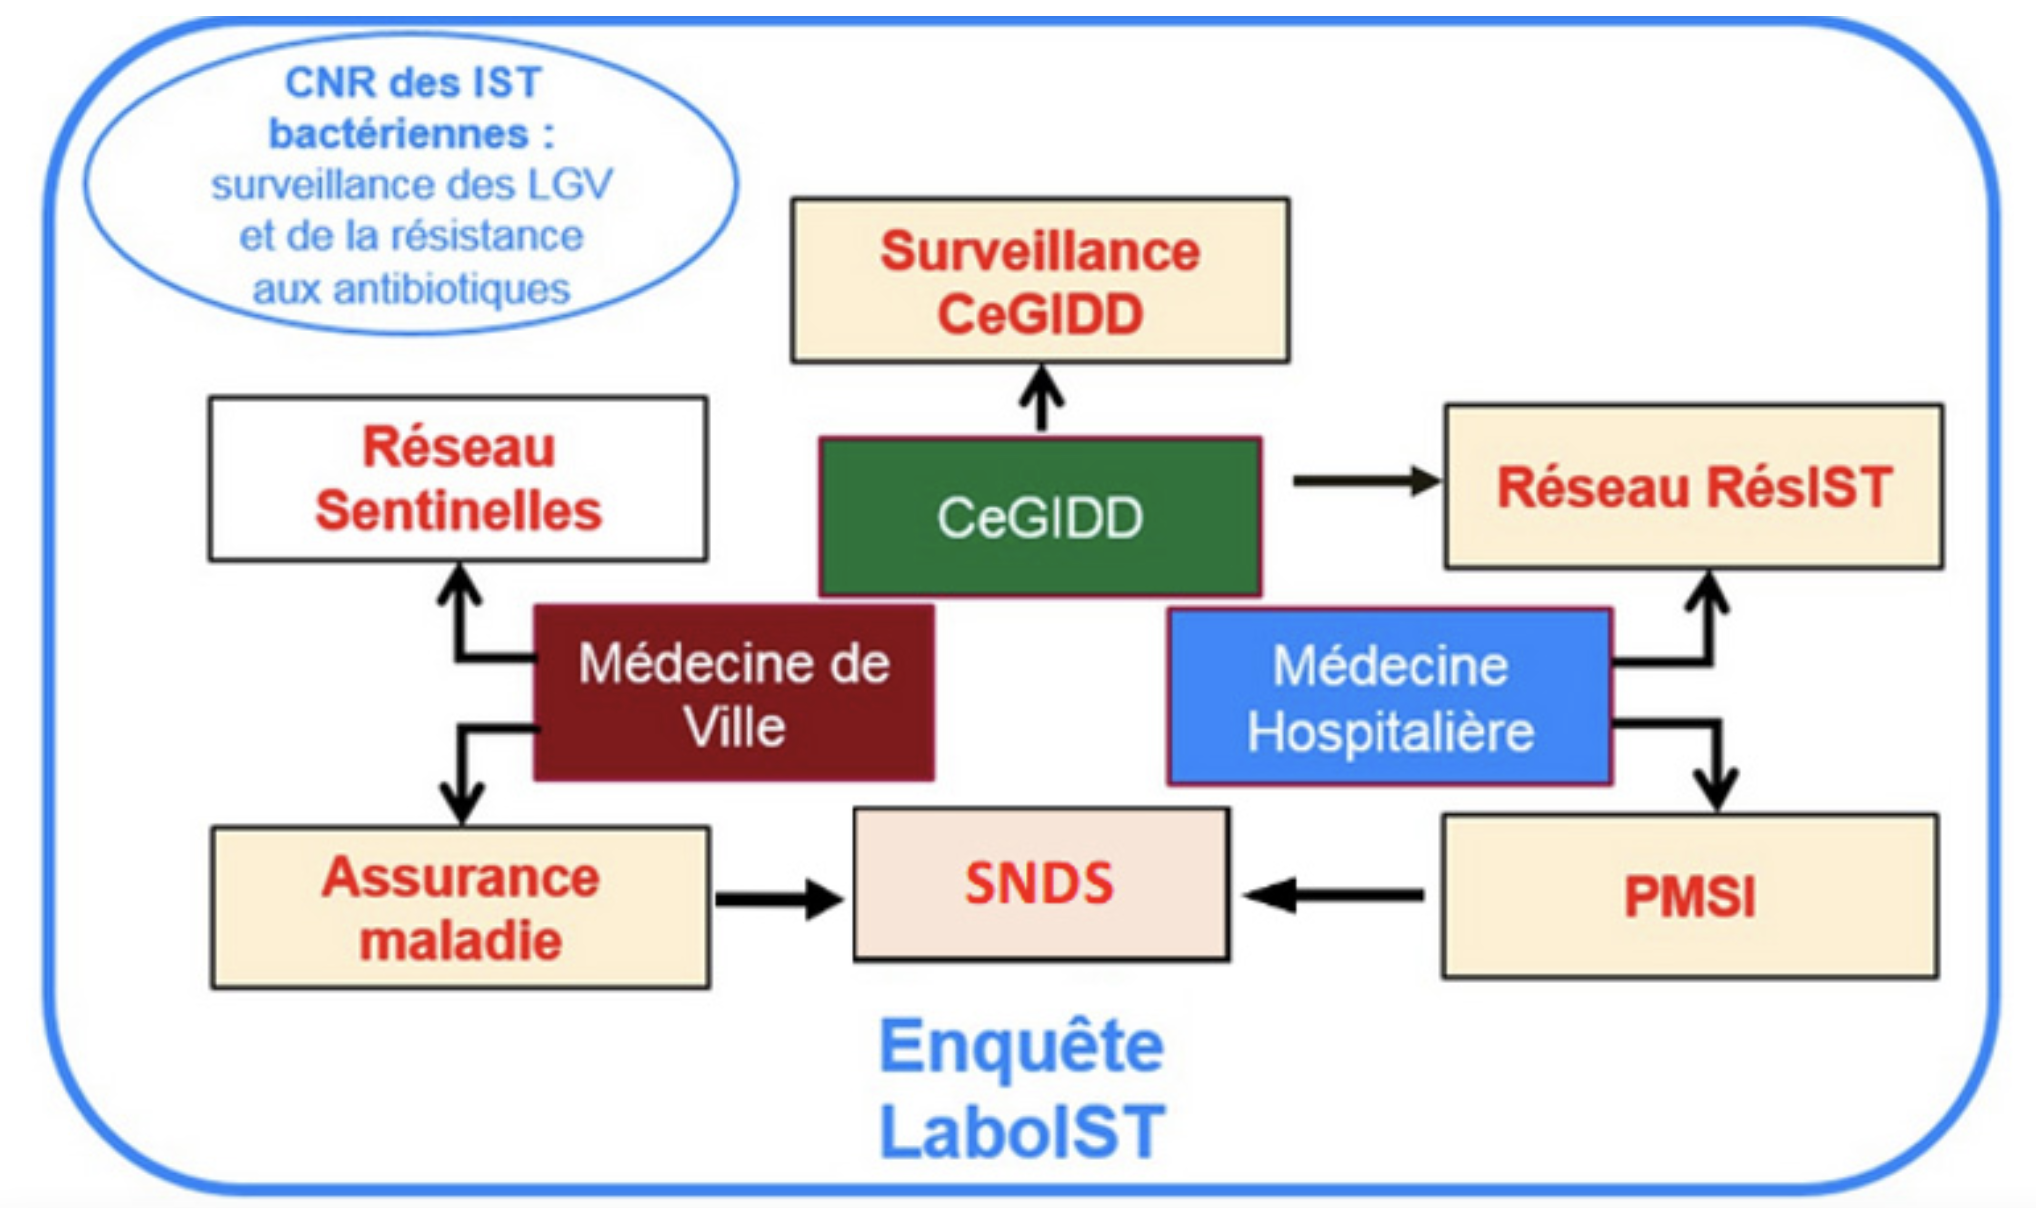 CNR des IST
bactériennes :
surveillance des LGV
et de la résistance
aux antibiotiques
Surveillance
CeGIDD
Réseau
Sentinelles
CeGIDD
Réseau RésIST
Médecine de
Ville
Médecine
Hospitalière
Assurance
maladie
SNDS
PMSI
Enquête
LaboIST